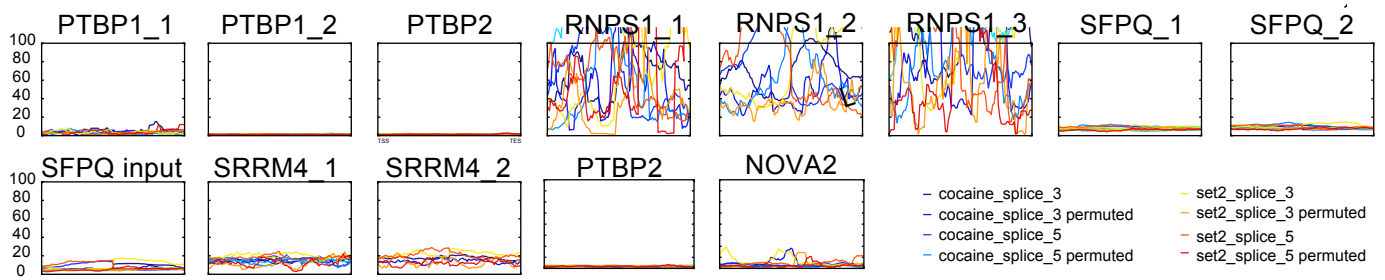 PTBP1_1 PTBP1_2 PTBP2 RNPS1_1 RNPS1_2 RNPS1_3 SFPQ_1 SFPQ_2
100
80
60
40
20
0
TSS TES
SFPQ input SRRM4_1 SRRM4_2 PTBP2 NOVA2
100
80
60
40
20
0
cocaine_splice_3 set2_splice_3
cocaine_splice_3 permuted set2_splice_3 permuted
cocaine_splice_5 set2_splice_5
cocaine_splice_5 permuted set2_splice_5 permuted